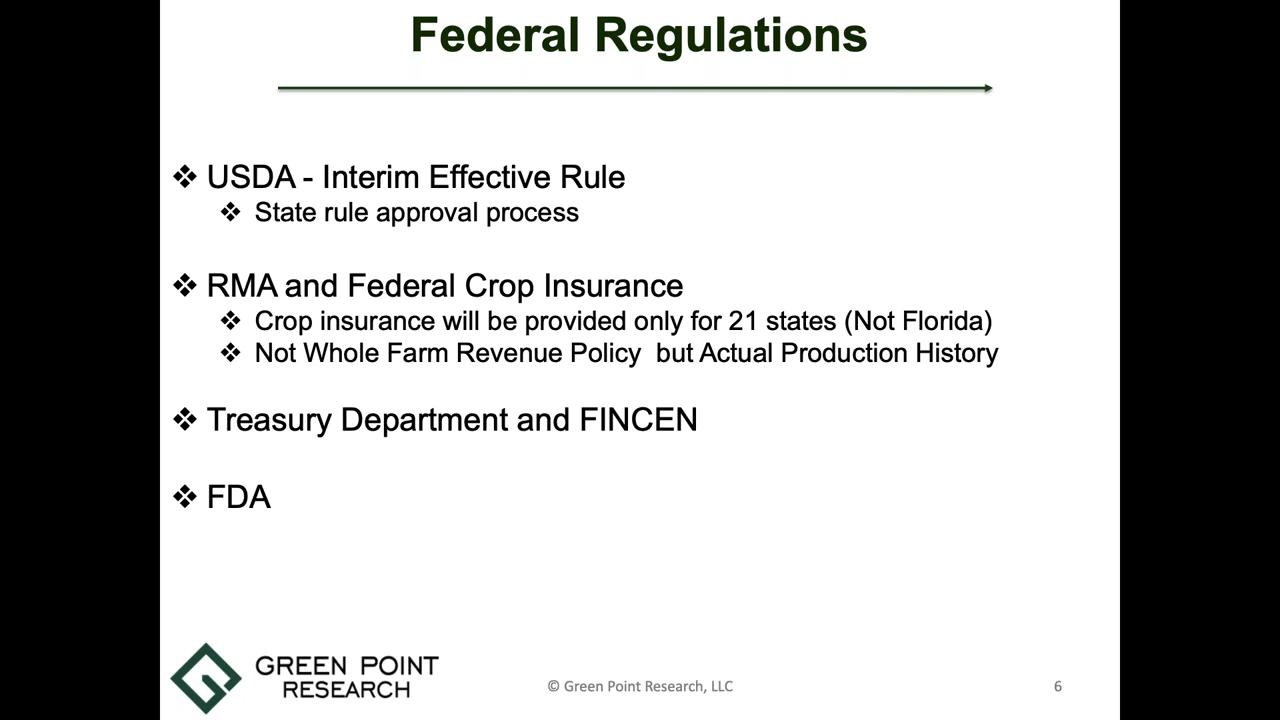 Federal Regulations
❖ USDA - Interim Effective Rule
❖ State rule approval process
❖ RMA and Federal Crop Insurance
❖ Crop insurance will be provided only for 21 states (Not Florida)
❖ Not Whole Farm Revenue Policy  but Actual Production History
❖ Treasury Department and FINCEN
❖ FDA
GREEN POINT
RESEARCH
© Green Point Research, LLC
6